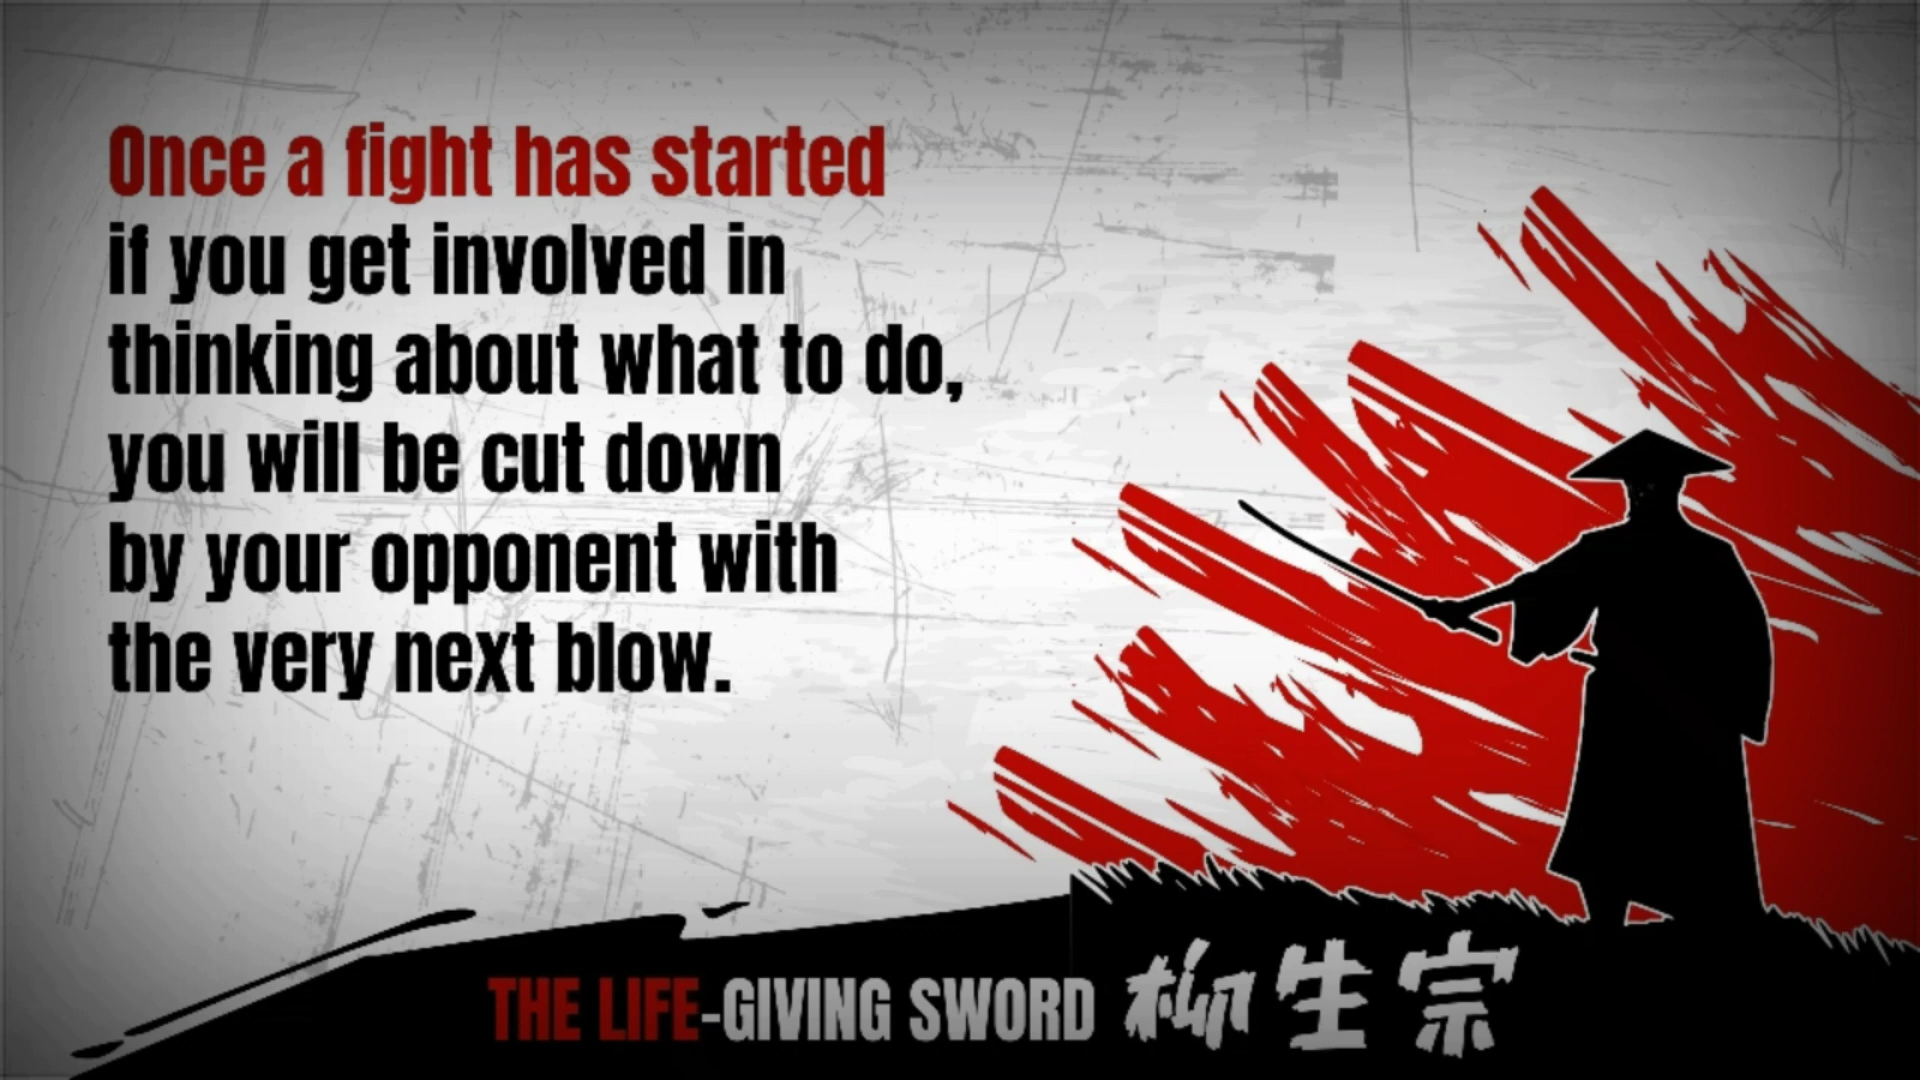 Once a fight has started
if you get involved in
thinking about what to do,
you will be cut down
by your opponent with
the very next blow.
THE LIFE-GIVING SWORD 柳生宗